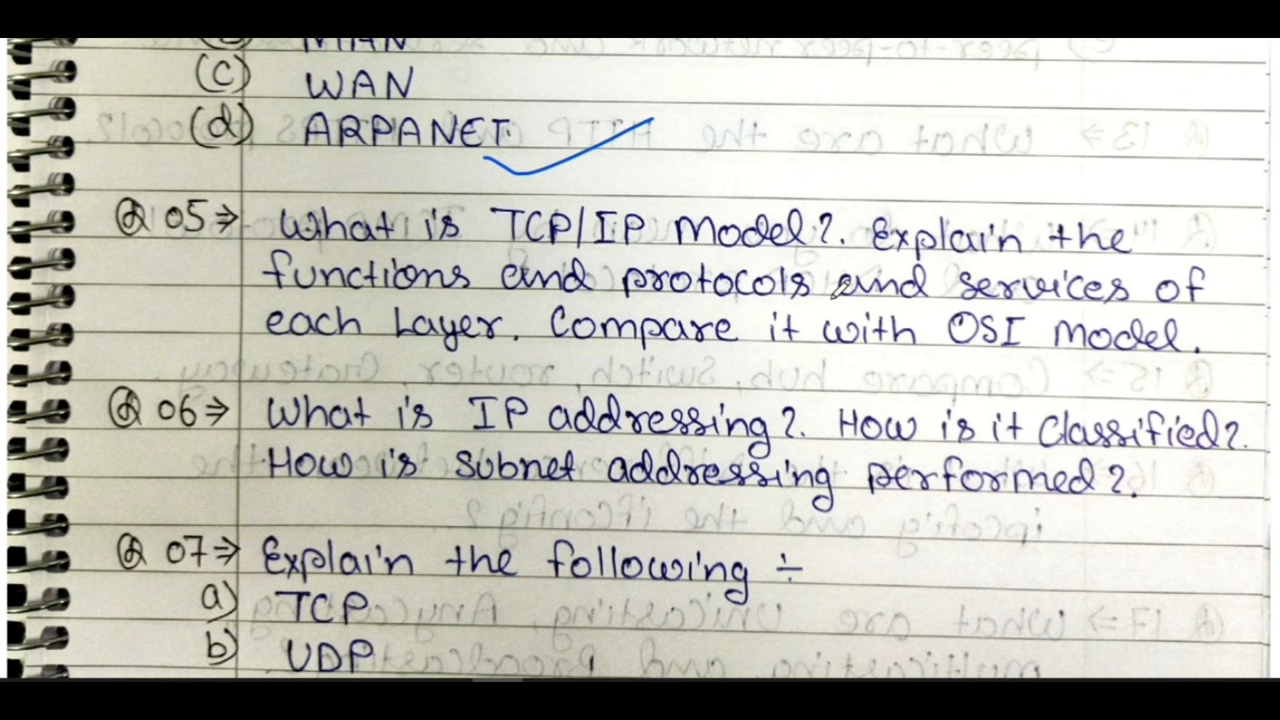 (b) MAN
(c) WAN
(d) ARPANET.
Q 05⇒ What is TCP/IP Model?. Explain the
functions and protocols and services of
each Layer. Compare it with OSI Model.
Q 06⇒ What is IP addressing?. How is it Classified?.
How is subnet addressing performed?.
Q 07⇒ Explain the following ÷
a) TCP
b) UDP